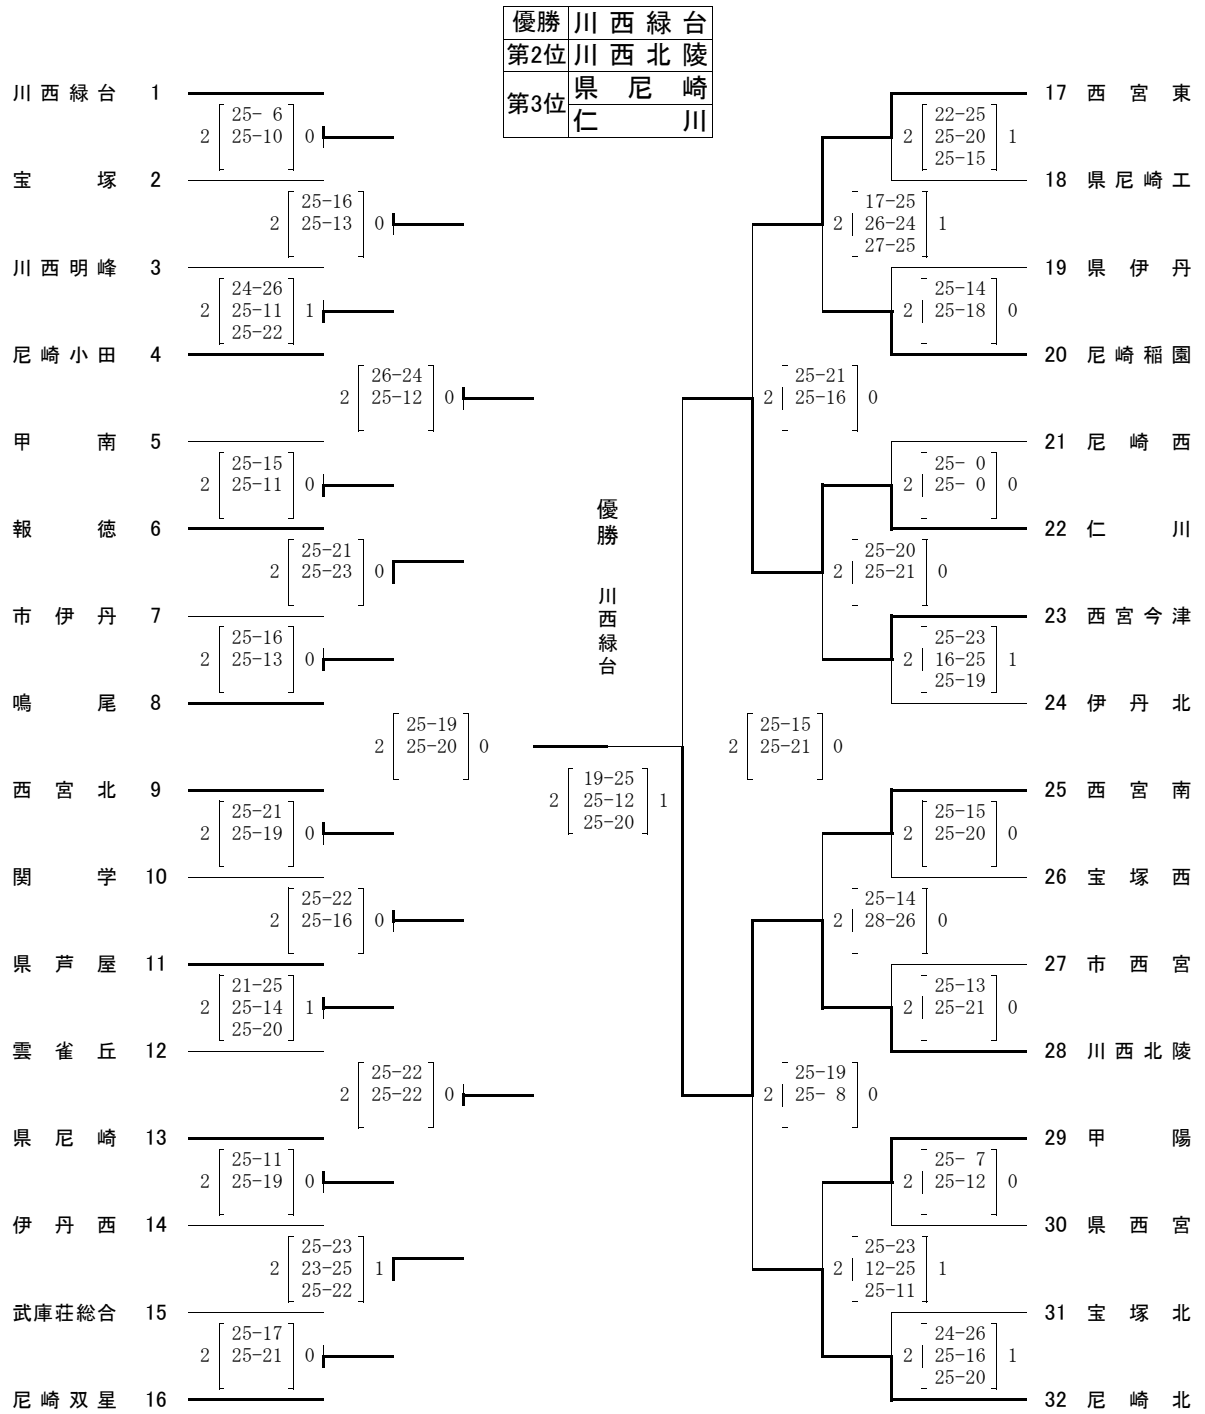 優勝 川西緑台
第2位 川西北陵
第3位 県尼崎
仁川
川西緑台 1
2 25- 6 0
25-10
宝塚 2
2 25-16 0
25-13
川西明峰 3
2 24-26 1
25-11
25-22
尼崎小田 4
2 26-24 0
25-12
甲南 5
2 25-15 0
25-11
報徳 6
2 25-21 0
25-23
市伊丹 7
2 25-16 0
25-13
鳴尾 8
2 25-19 0
25-20
西宮北 9
2 25-21 0
25-19
関学 10
2 25-22 0
25-16
県芦屋 11
2 21-25 1
25-14
25-20
雲雀丘 12
2 25-22 0
25-22
県尼崎 13
2 25-11 0
25-19
伊丹西 14
2 25-23 1
23-25
25-22
武庫荘総合 15
2 25-17 0
25-21
尼崎双星 16
優勝 川西緑台
2 19-25 1
25-12
25-20
17 西宮東
2 22-25 1
25-20
25-15
18 県尼崎工
2 17-25 1
26-24
27-25
19 県伊丹
2 25-14 0
25-18
20 尼崎稲園
2 25-21 0
25-16
21 尼崎西
2 25- 0 0
25- 0
22 仁川
2 25-20 0
25-21
23 西宮今津
2 25-23 1
16-25
25-19
24 伊丹北
2 25-15 0
25-21
25 西宮南
2 25-15 0
25-20
26 宝塚西
2 25-14 0
28-26
27 市西宮
2 25-13 0
25-21
28 川西北陵
2 25-19 0
25- 8
29 甲陽
2 25- 7 0
25-12
30 県西宮
2 25-23 1
12-25
25-11
31 宝塚北
2 24-26 1
25-16
25-20
32 尼崎北